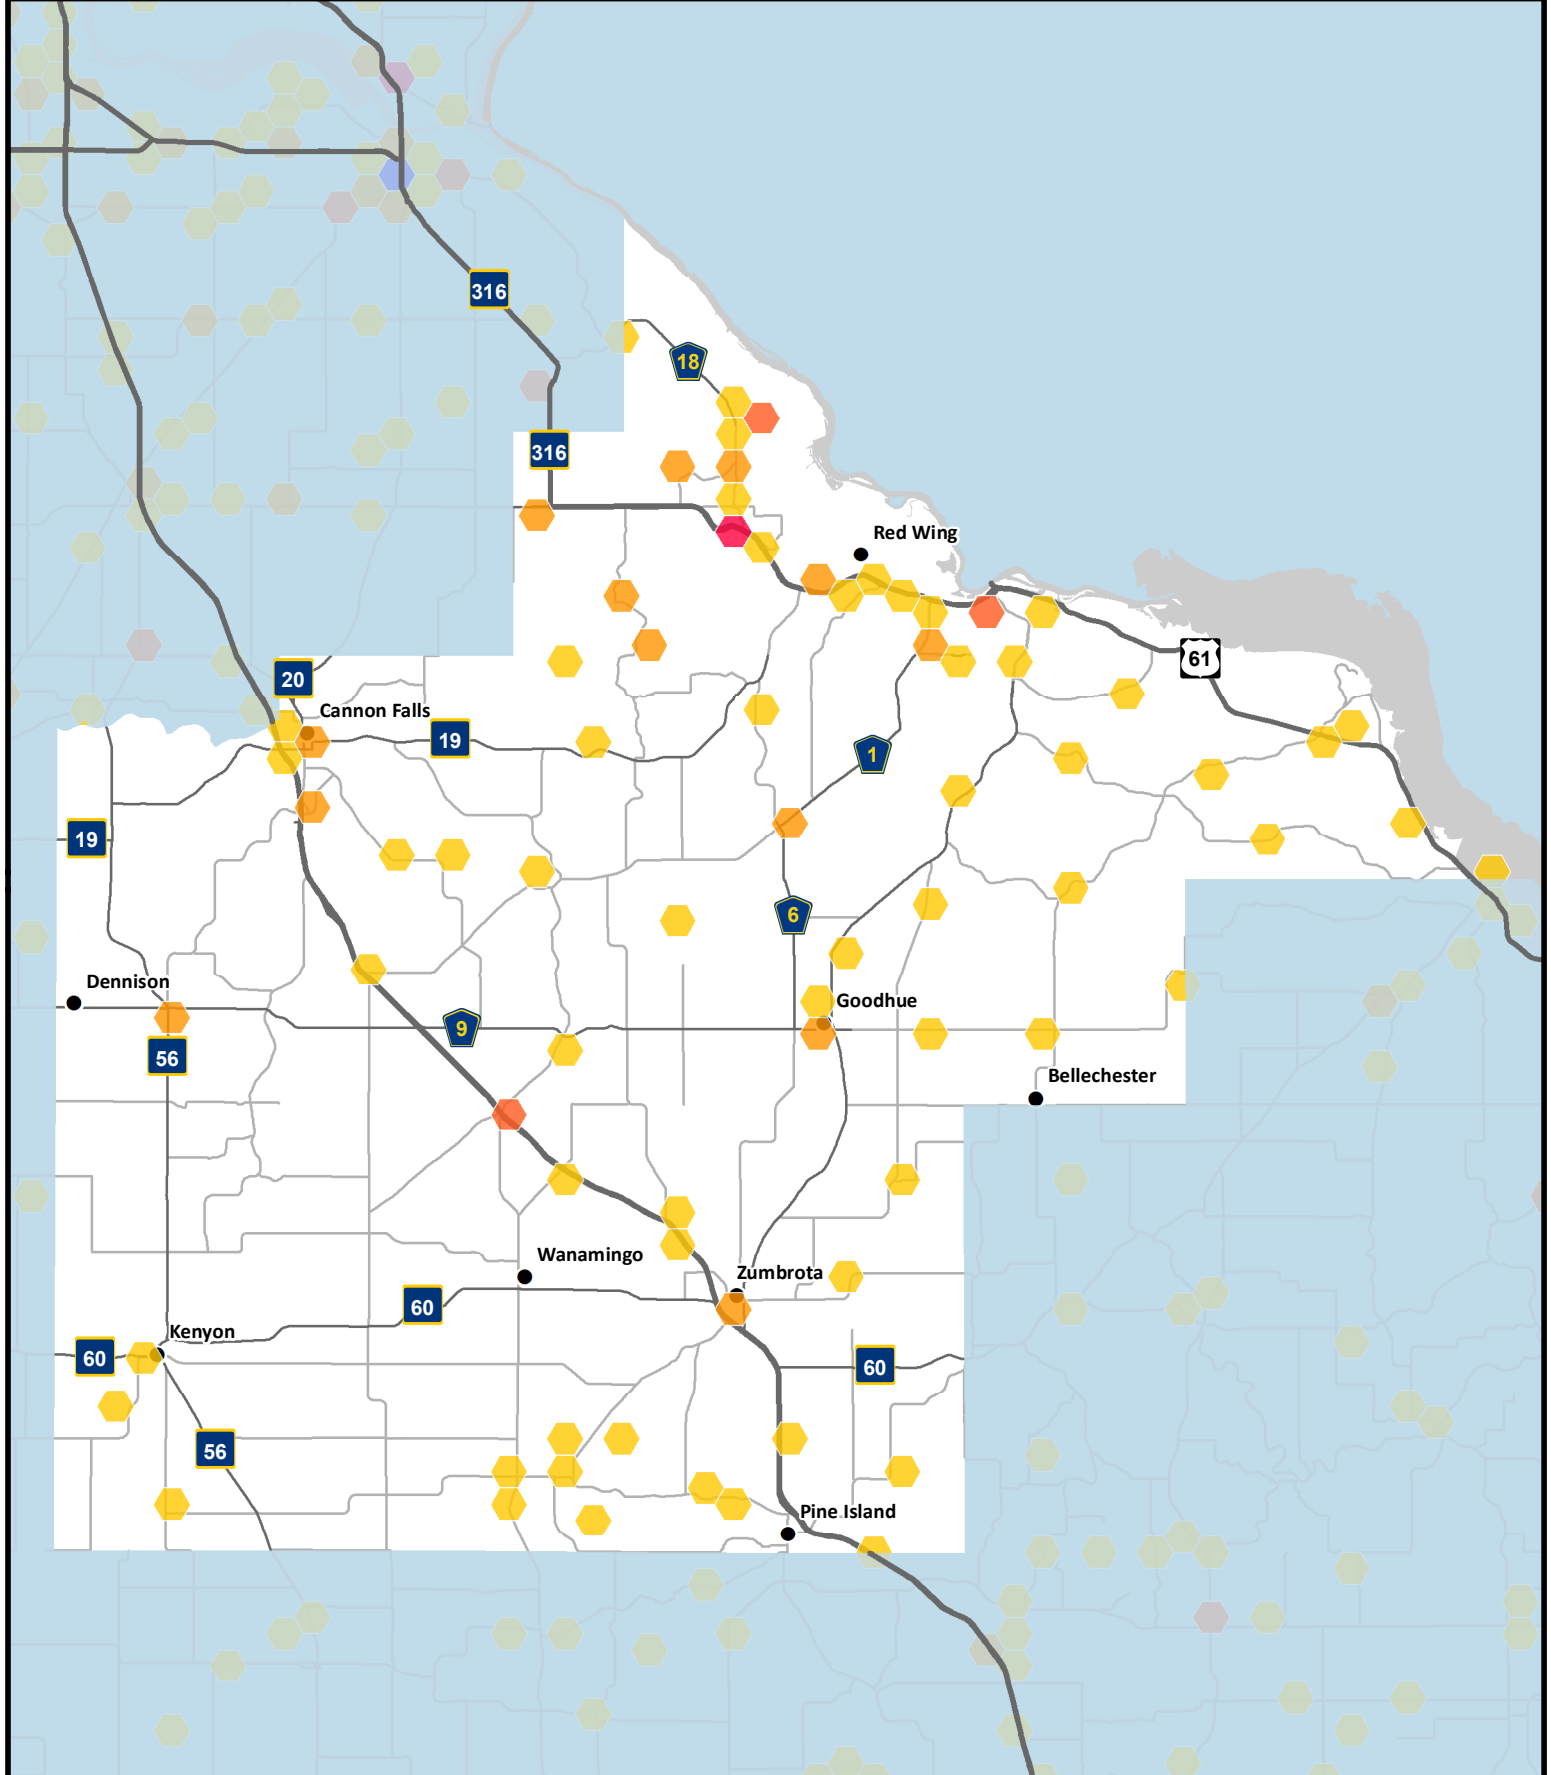 316
18
316
Red Wing
61
20
Cannon Falls
19
1
19
6
Dennison
Goodhue
9
56
Bellechester
Wanamingo
Zumbrota
60
Kenyon
60
60
56
Pine Island